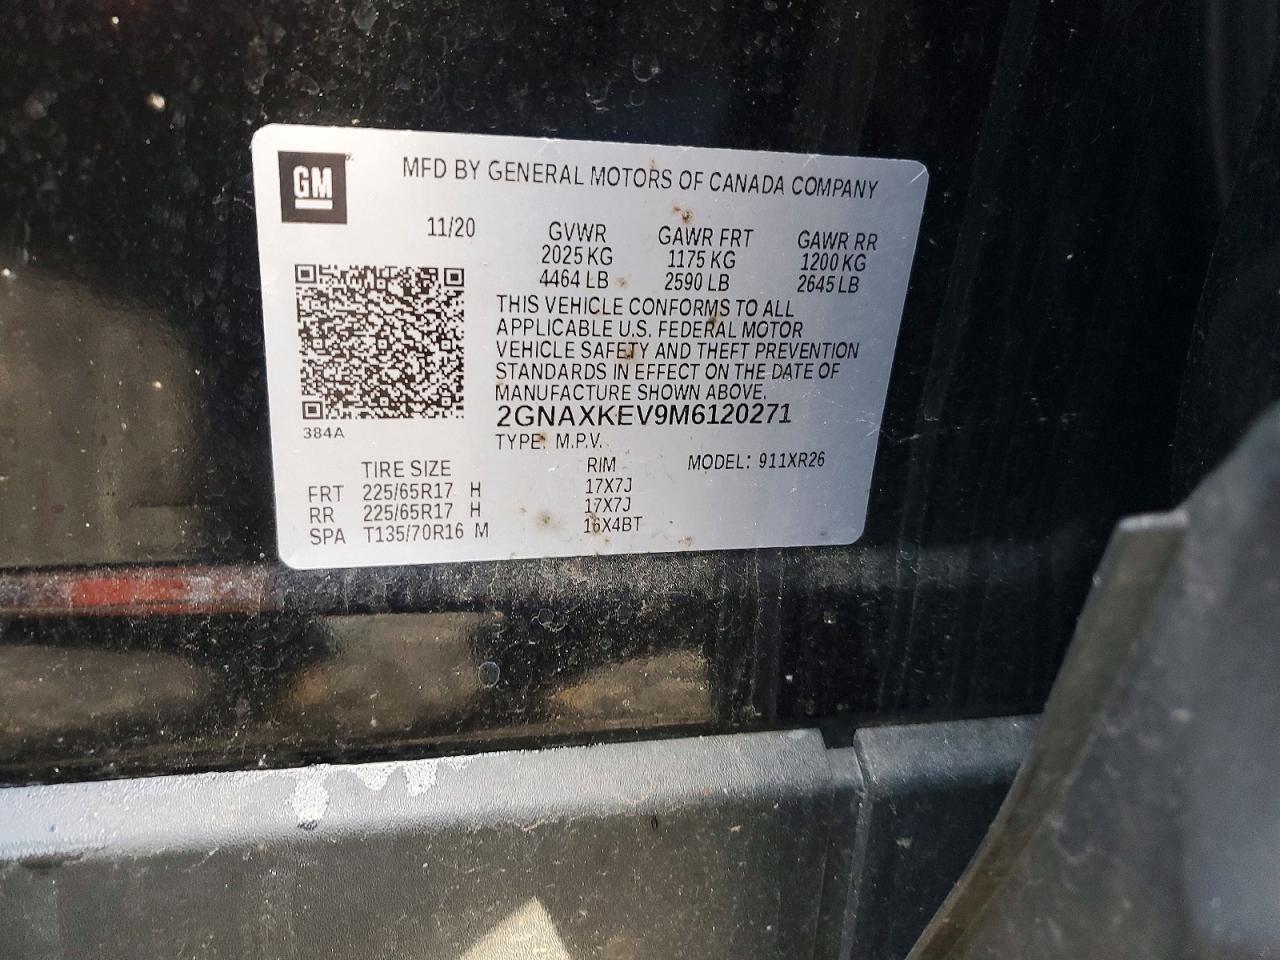 GM
MFD BY GENERAL MOTORS OF CANADA COMPANY
11/20 GVWR GAWR FRT GAWR RR
2025 KG 1175 KG 1200 KG
4464 LB 2590 LB 2645 LB
THIS VEHICLE CONFORMS TO ALL
APPLICABLE U.S. FEDERAL MOTOR
VEHICLE SAFETY AND THEFT PREVENTION
STANDARDS IN EFFECT ON THE DATE OF
MANUFACTURE SHOWN ABOVE.
2GNAXKEV9M6120271
384A
TYPE: M.P.V.
TIRE SIZE RIM MODEL: 911XR26
FRT 225/65R17 H 17X7J
RR 225/65R17 H 17X7J
SPA T135/70R16 M 16X4BT